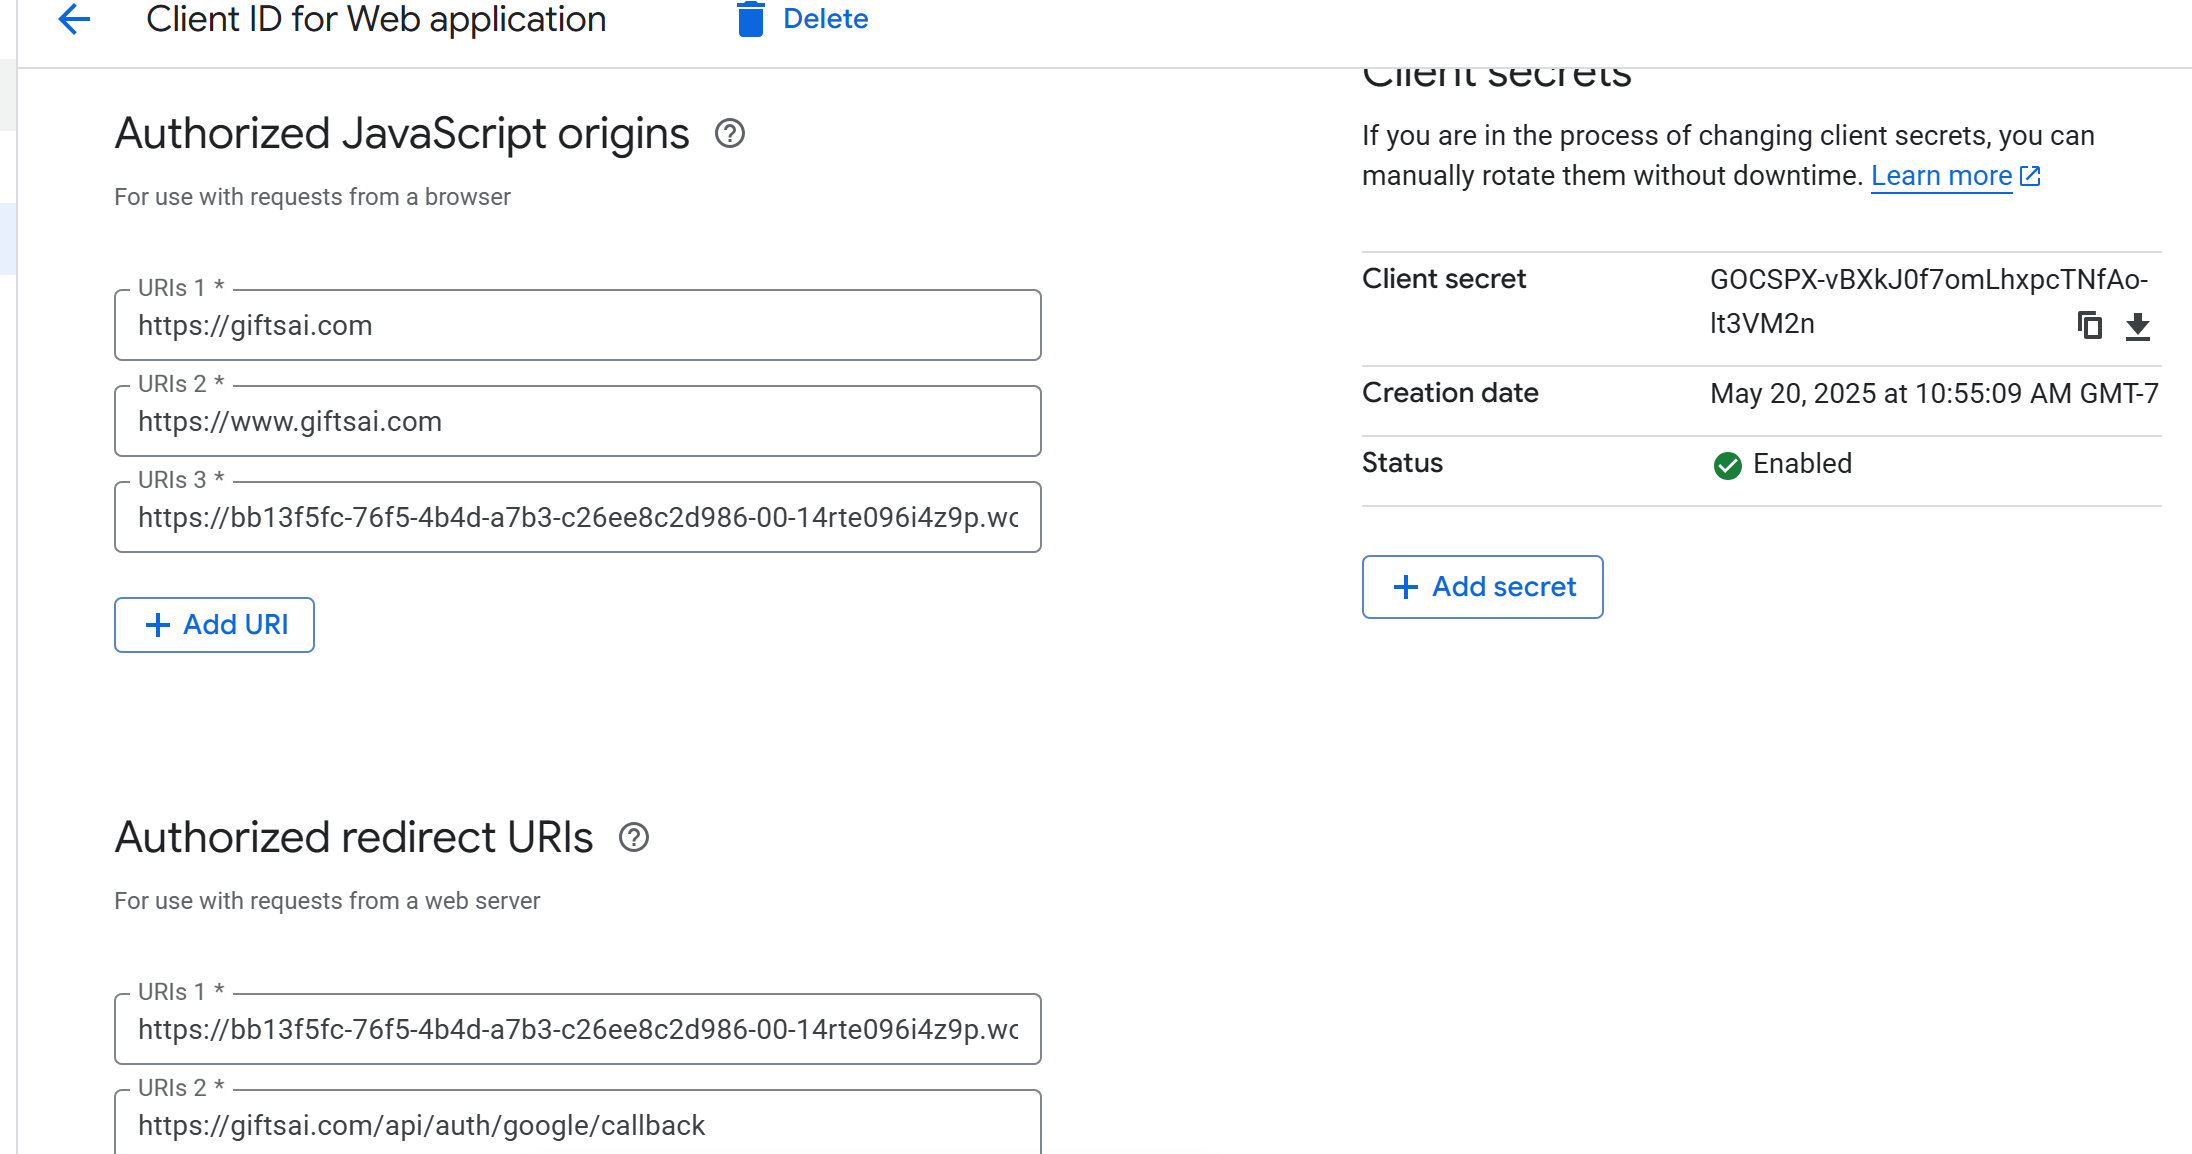 Client ID for Web application
Delete
Authorized JavaScript origins
For use with requests from a browser
URIs 1 *
https://giftsai.com
URIs 2 *
https://www.giftsai.com
URIs 3 *
https://bb13f5fc-76f5-4b4d-a7b3-c26ee8c2d986-00-14rte096i4z9p.wo
Add URI
Authorized redirect URIs
For use with requests from a web server
URIs 1 *
https://bb13f5fc-76f5-4b4d-a7b3-c26ee8c2d986-00-14rte096i4z9p.wo
URIs 2 *
https://giftsai.com/api/auth/google/callback
Client secrets
If you are in the process of changing client secrets, you can
manually rotate them without downtime. Learn more
Client secret
GOCSPX-vBXkJ0f7omLhxpcTNfAo-
lt3VM2n
Creation date
May 20, 2025 at 10:55:09 AM GMT-7
Status
Enabled
Add secret